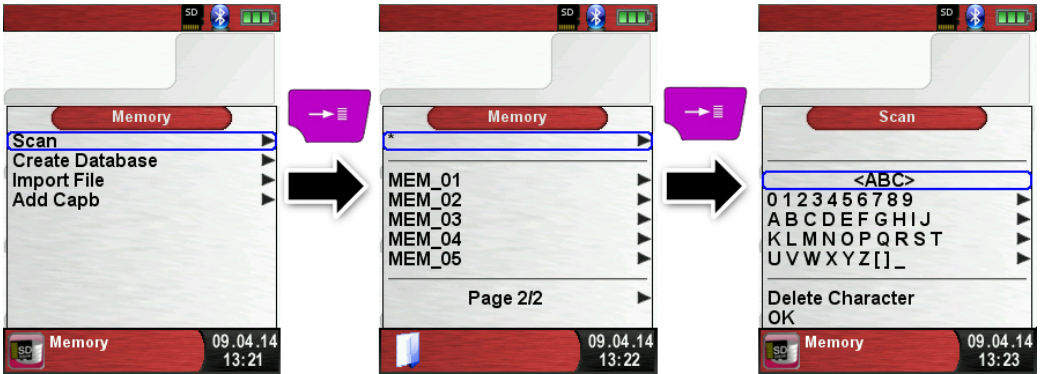 SD
Memory
Scan
Create Database
Import File
Add Capb
SD
Memory
09.04.14
13:21
SD
Memory
*
MEM_01
MEM_02
MEM_03
MEM_04
MEM_05
Page 2/2
09.04.14
13:22
SD
Scan
<ABC>
0 1 2 3 4 5 6 7 8 9
A B C D E F G H I J
K L M N O P Q R S T
U V W X Y Z [ ] _
Delete Character
OK
SD
Memory
09.04.14
13:23